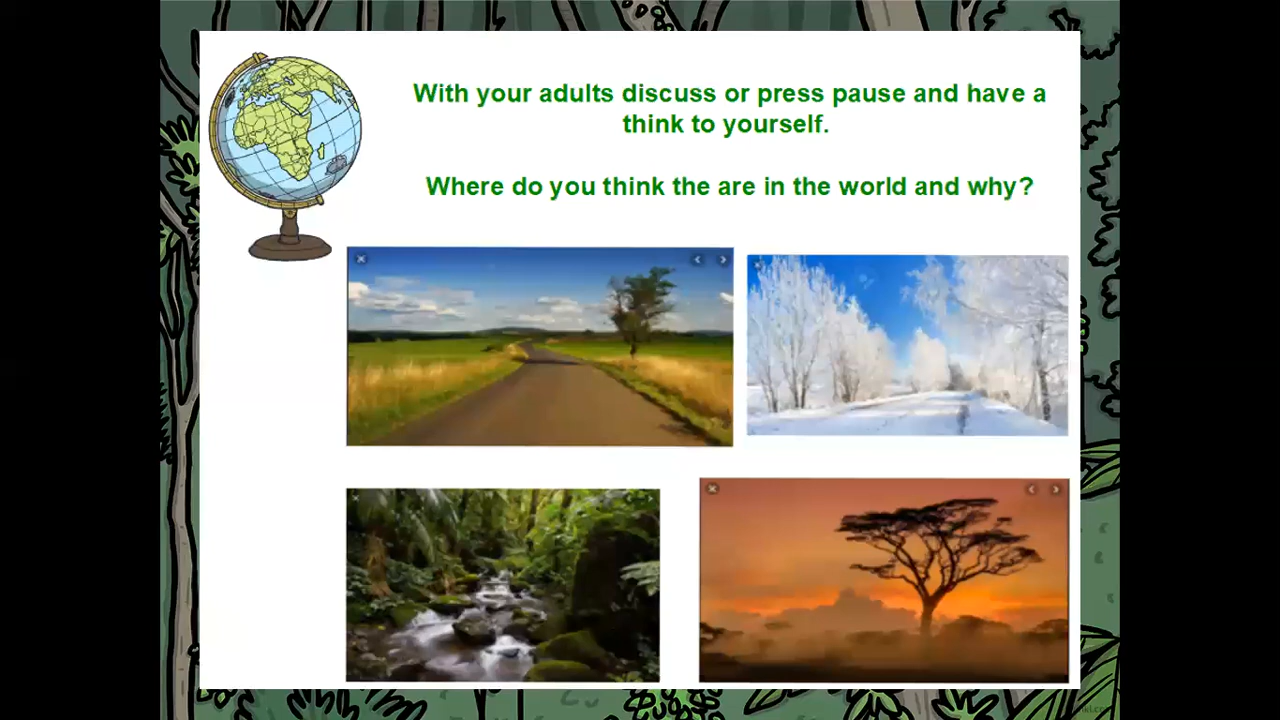 With your adults discuss or press pause and have a
think to yourself.
Where do you think the are in the world and why?